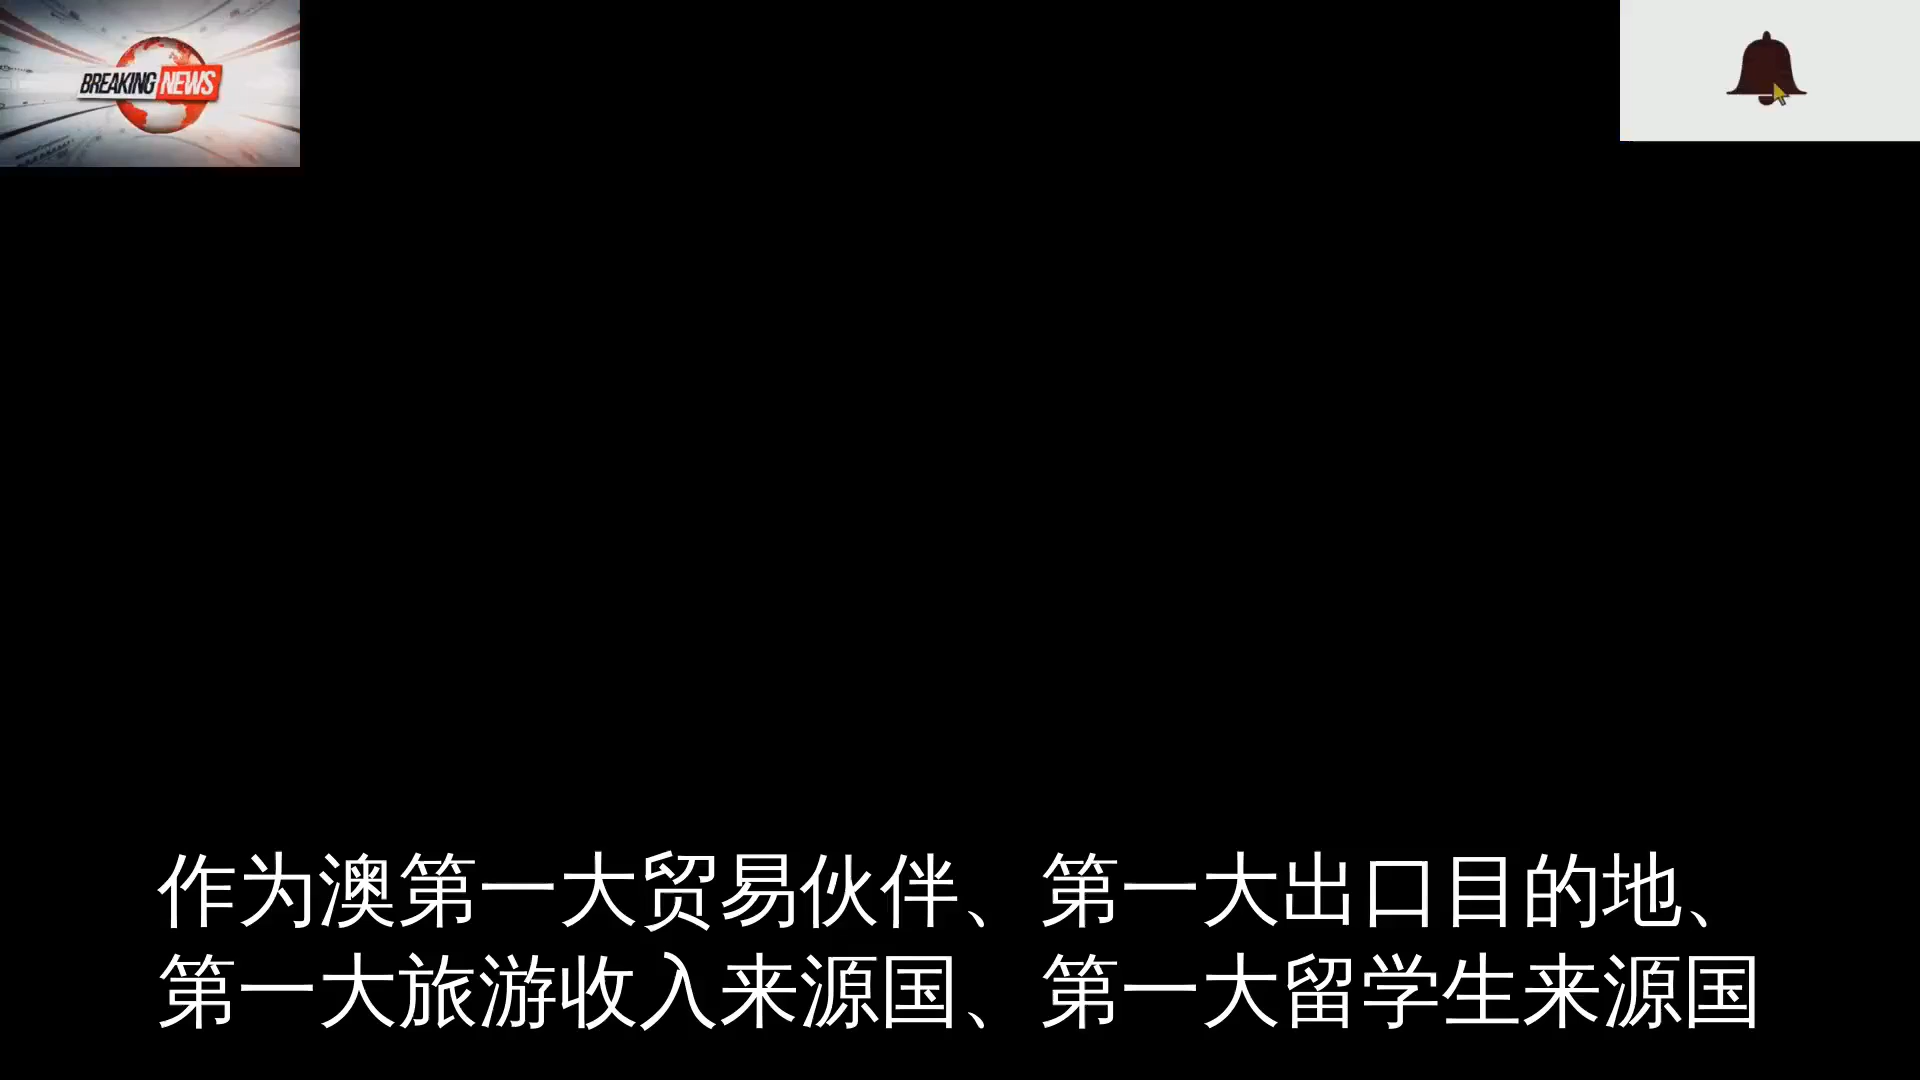 BREAKING NEWS
作为澳第一大贸易伙伴、第一大出口目的地、
第一大旅游收入来源国、第一大留学生来源国